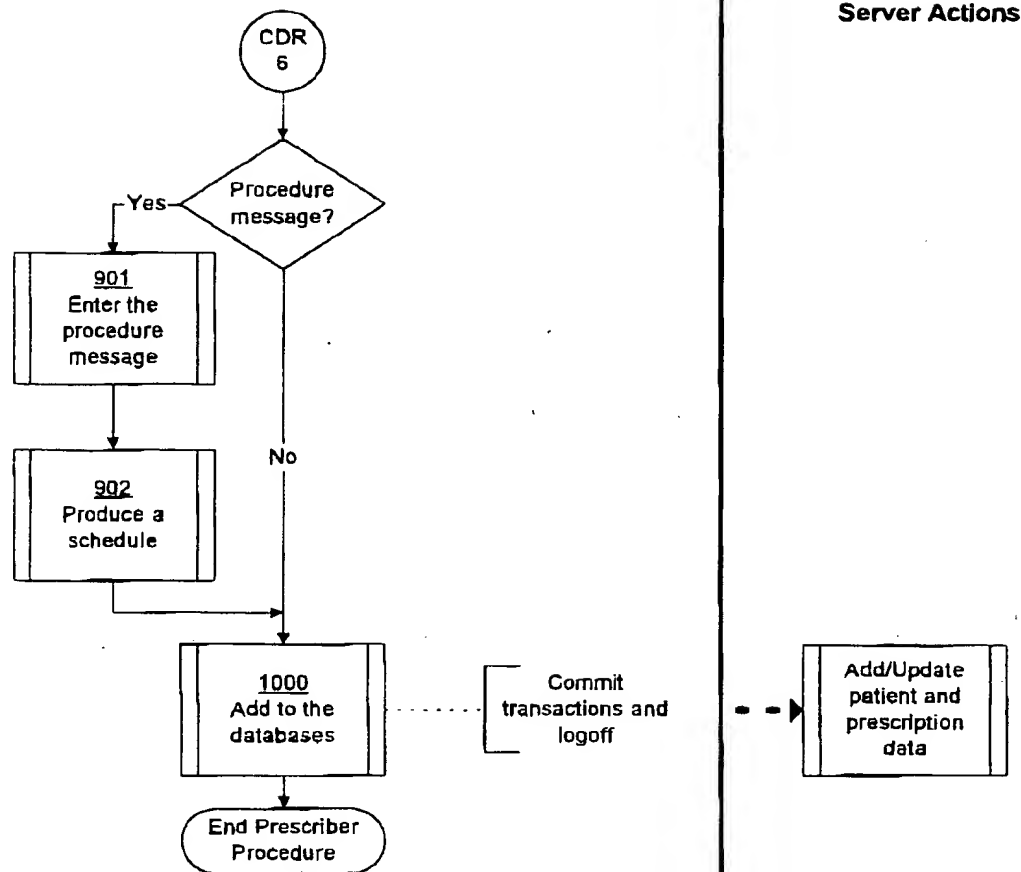 Server Actions
CDR
6
Procedure
message?
Yes
901
Enter the
procedure
message
No
902
Produce a
schedule
1000
Add to the
databases
Commit
transactions and
logoff
Add/Update
patient and
prescription
data
End Prescriber
Procedure